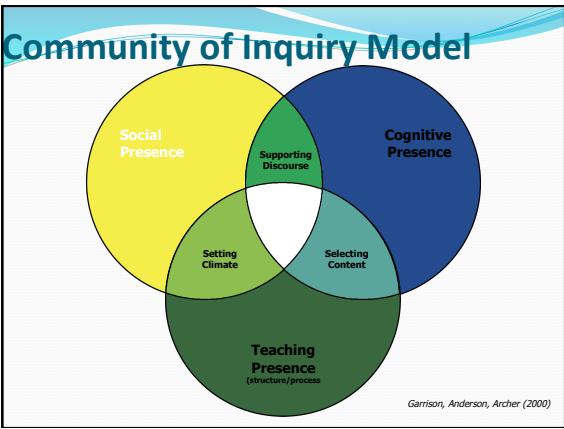 Community of Inquiry Model
Social
Presence
Cognitive
Presence
Supporting
Discourse
Setting
Climate
Selecting
Content
Teaching
Presence
(structure/process
Garrison, Anderson, Archer (2000)